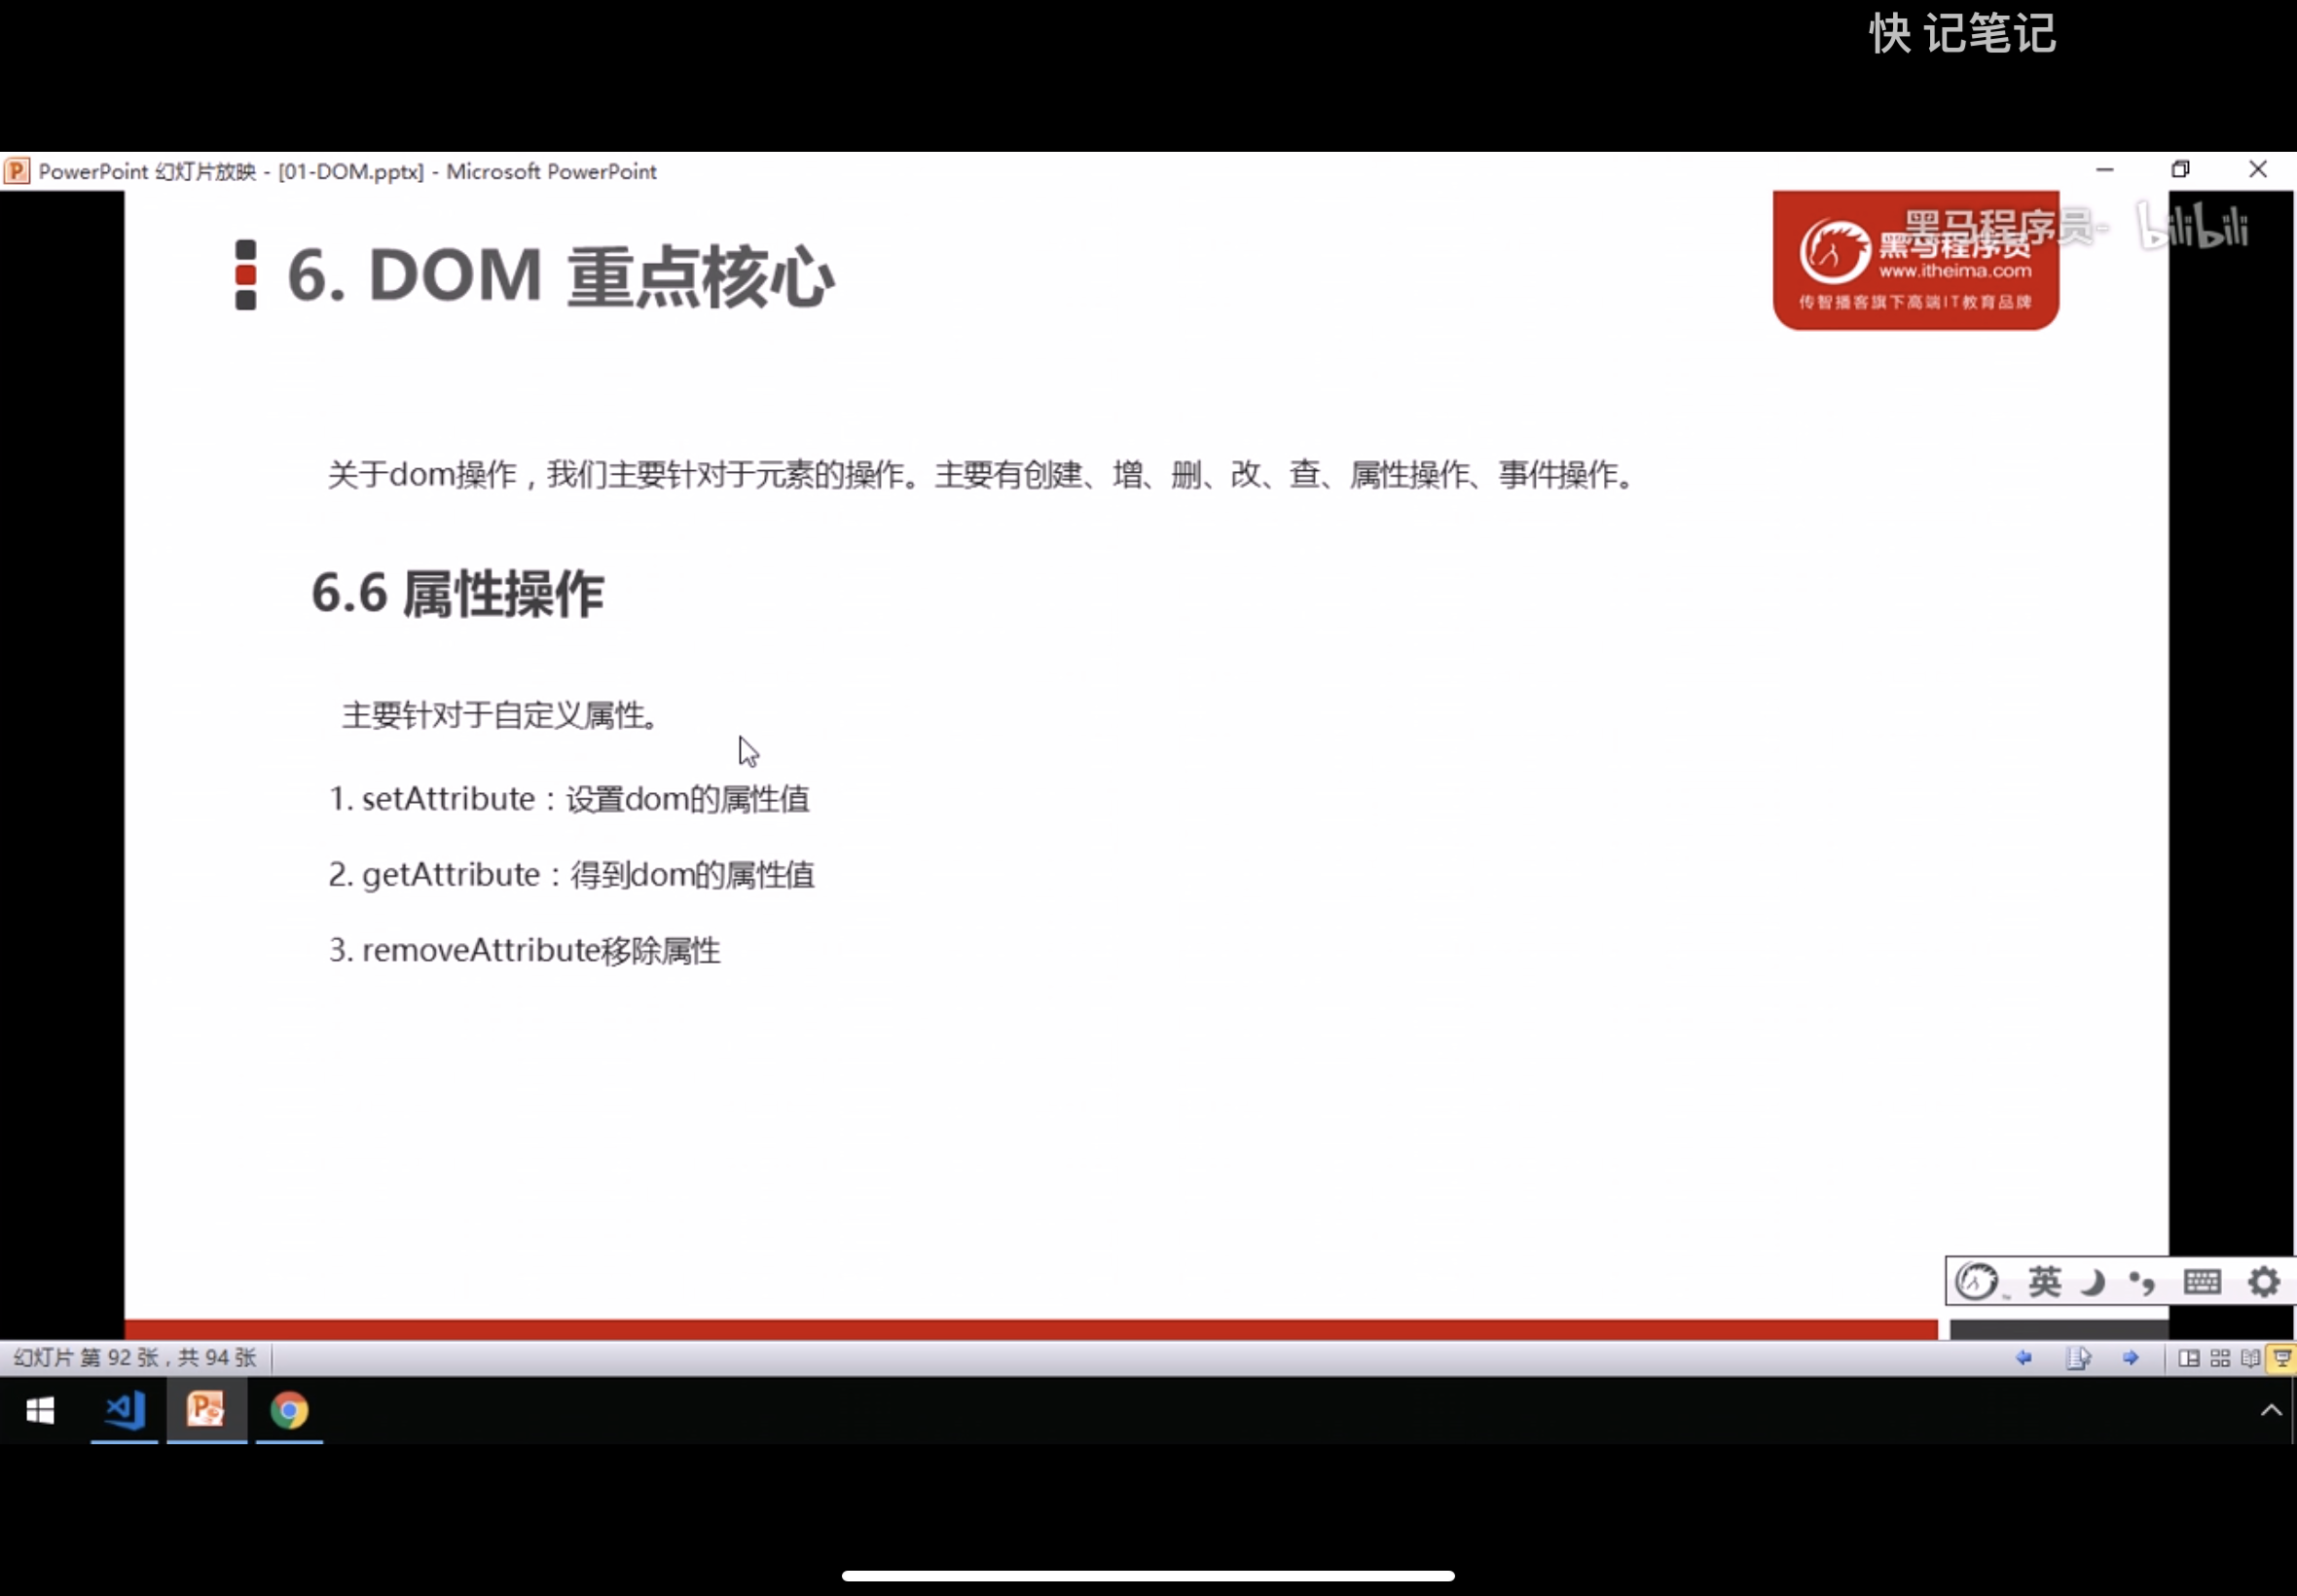 快 记笔记
PowerPoint 幻灯片放映 - [01-DOM.pptx] - Microsoft PowerPoint
6. DOM 重点核心
黑马程序员-
bilibili
黑马程序员
www.itheima.com
传智播客旗下高端IT教育品牌
关于dom操作，我们主要针对于元素的操作。主要有创建、增、删、改、查、属性操作、事件操作。
6.6 属性操作
主要针对于自定义属性。
1. setAttribute：设置dom的属性值
2. getAttribute：得到dom的属性值
3. removeAttribute移除属性
英
幻灯片 第 92 张，共 94 张